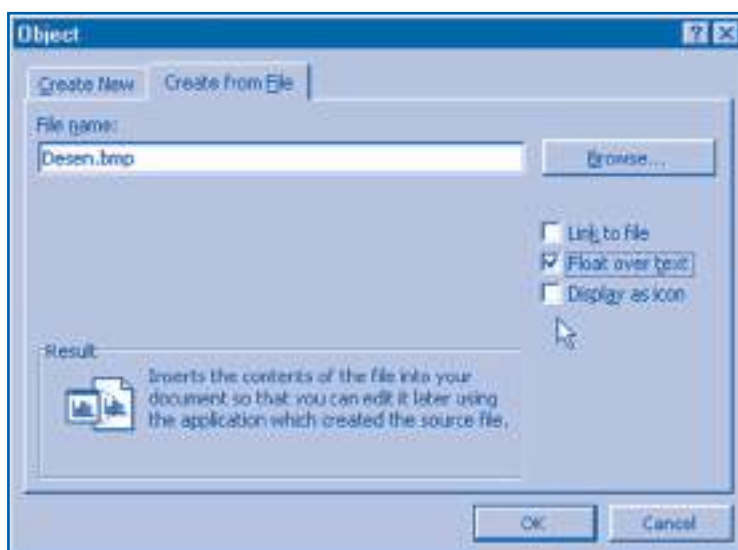 Object
Create New
Create from File
File name:
Desen.bmp
Browse...
Link to file
Float over text
Display as icon
Result
Inserts the contents of the file into your
document so that you can edit it later using
the application which created the source file.
OK
Cancel